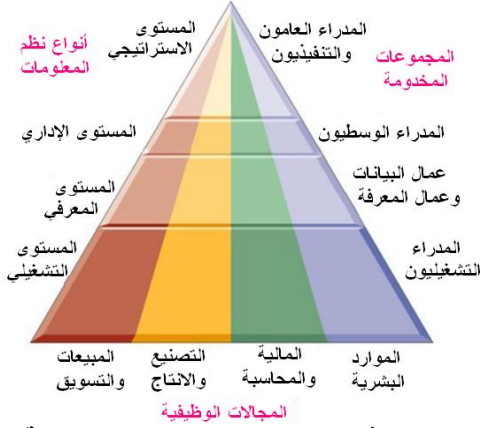 أنواع نظم
المعلومات
المستوى
الاستراتيجي
المدراء العامون
والتنفيذيون
المجموعات
المخدومة
المستوى الإداري
المدراء الوسطيون
المستوى
المعرفي
عمال البيانات
وعمال المعرفة
المستوى
التشغيلي
المدراء
التشغيليون
المبيعات
والتسويق
التصنيع
والانتاج
المالية
والمحاسبة
الموارد
البشرية
المجالات الوظيفية